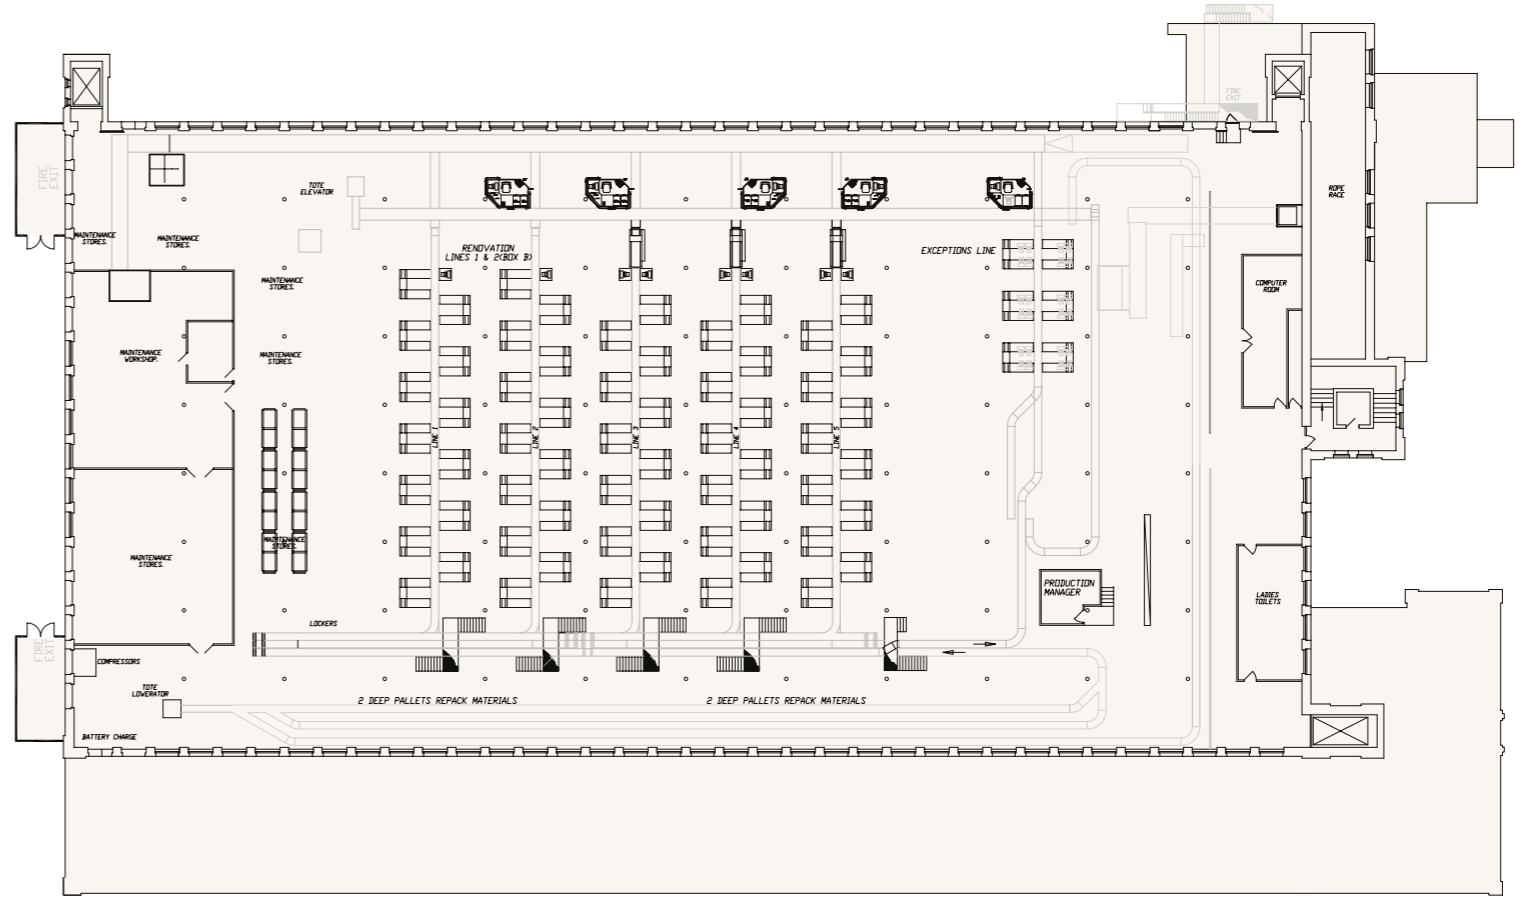 FIRE
EXIT
FIRE
EXIT
TOTE
ELEVATOR
ROPE
RACE
MAINTENANCE
STORES.
MAINTENANCE
STORES.
RENOVATION
LINES 1 & 2(BOX B)
EXCEPTIONS LINE
MAINTENANCE
STORES.
COMPUTER
ROOM
MAINTENANCE
WORKSHOP.
MAINTENANCE
STORES.
LINE 1
LINE 2
LINE 3
LINE 4
LINE 5
MAINTENANCE
STORES.
MAINTENANCE
STORES.
PRODUCTION
MANAGER
LADIES
TOILETS
LOCKERS
FIRE
EXIT
COMPRESSORS
TOTE
LOWERATOR
2 DEEP PALLETS REPACK MATERIALS
2 DEEP PALLETS REPACK MATERIALS
BATTERY CHARGE